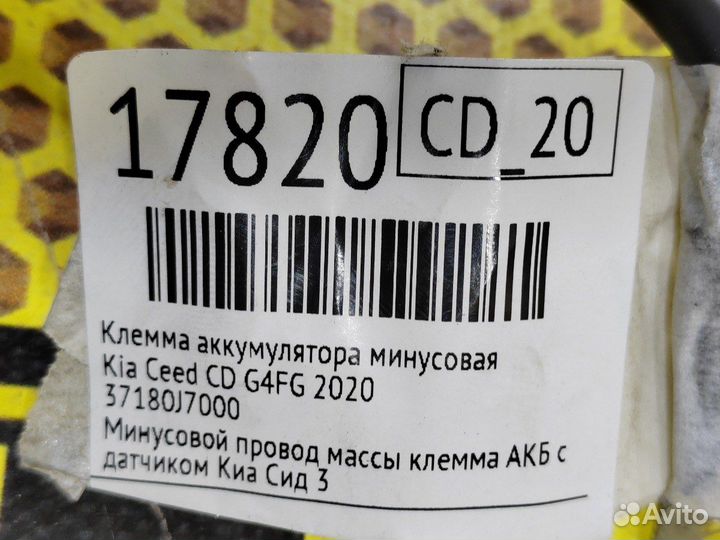 17820 CD_20
Клемма аккумулятора минусовая
Kia Ceed CD G4FG 2020
37180J7000
Минусовой провод массы клемма АКБ с
датчиком Киа Сид 3
Avito